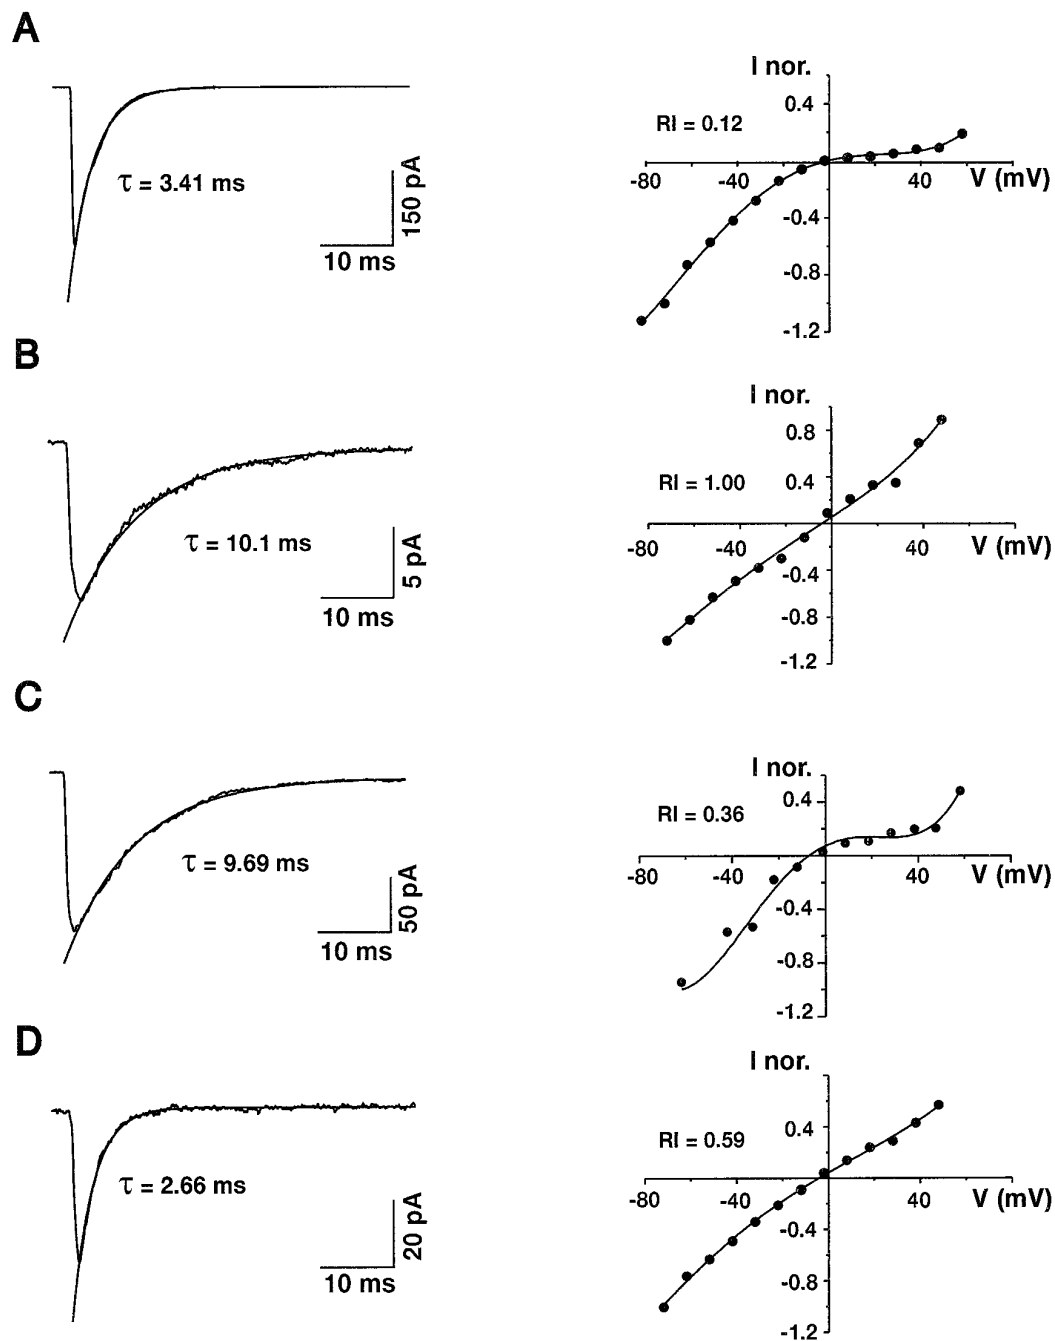 A
I nor.
0.4
RI = 0.12
τ = 3.41 ms
150 pA
10 ms
-80
-40
40
V (mV)
-0.4
-0.8
-1.2
B
I nor.
0.8
0.4
RI = 1.00
τ = 10.1 ms
5 pA
10 ms
-80
-40
40
V (mV)
-0.4
-0.8
-1.2
C
I nor.
0.4
RI = 0.36
τ = 9.69 ms
50 pA
10 ms
-80
-40
40
V (mV)
-0.4
-0.8
-1.2
D
I nor.
0.4
RI = 0.59
τ = 2.66 ms
20 pA
10 ms
-80
-40
40
V (mV)
-0.4
-0.8
-1.2